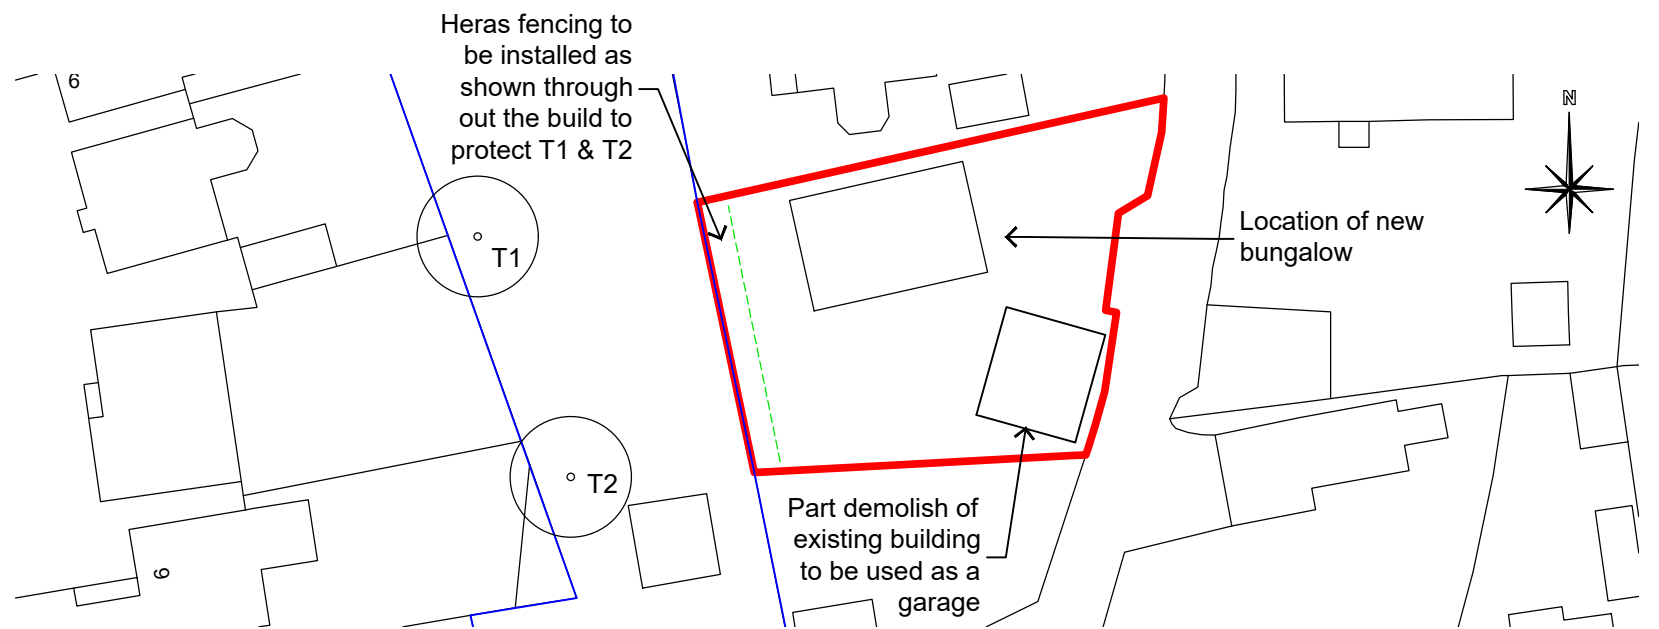 Heras fencing to
be installed as
shown through
out the build to
protect T1 & T2
6
N
T1
Location of new
bungalow
T2
Part demolish of
existing building
to be used as a
garage
9